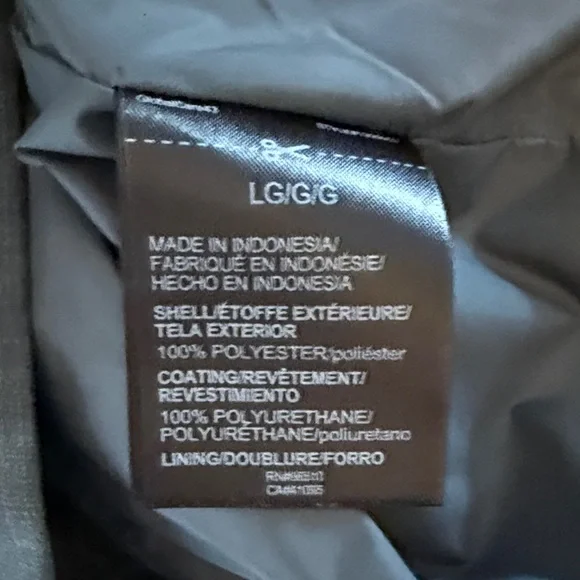 LG/G/G
MADE IN INDONESIA/
FABRIQUÉ EN INDONÉSIE/
HECHO EN INDONESIA
SHELL/ÉTOFFE EXTÉRIEURE/
TELA EXTERIOR
100% POLYESTER/poliéster
COATING/REVÊTEMENT/
REVESTIMIENTO
100% POLYURETHANE/
POLYURÉTHANE/poliuretano
LINING/DOUBLURE/FORRO